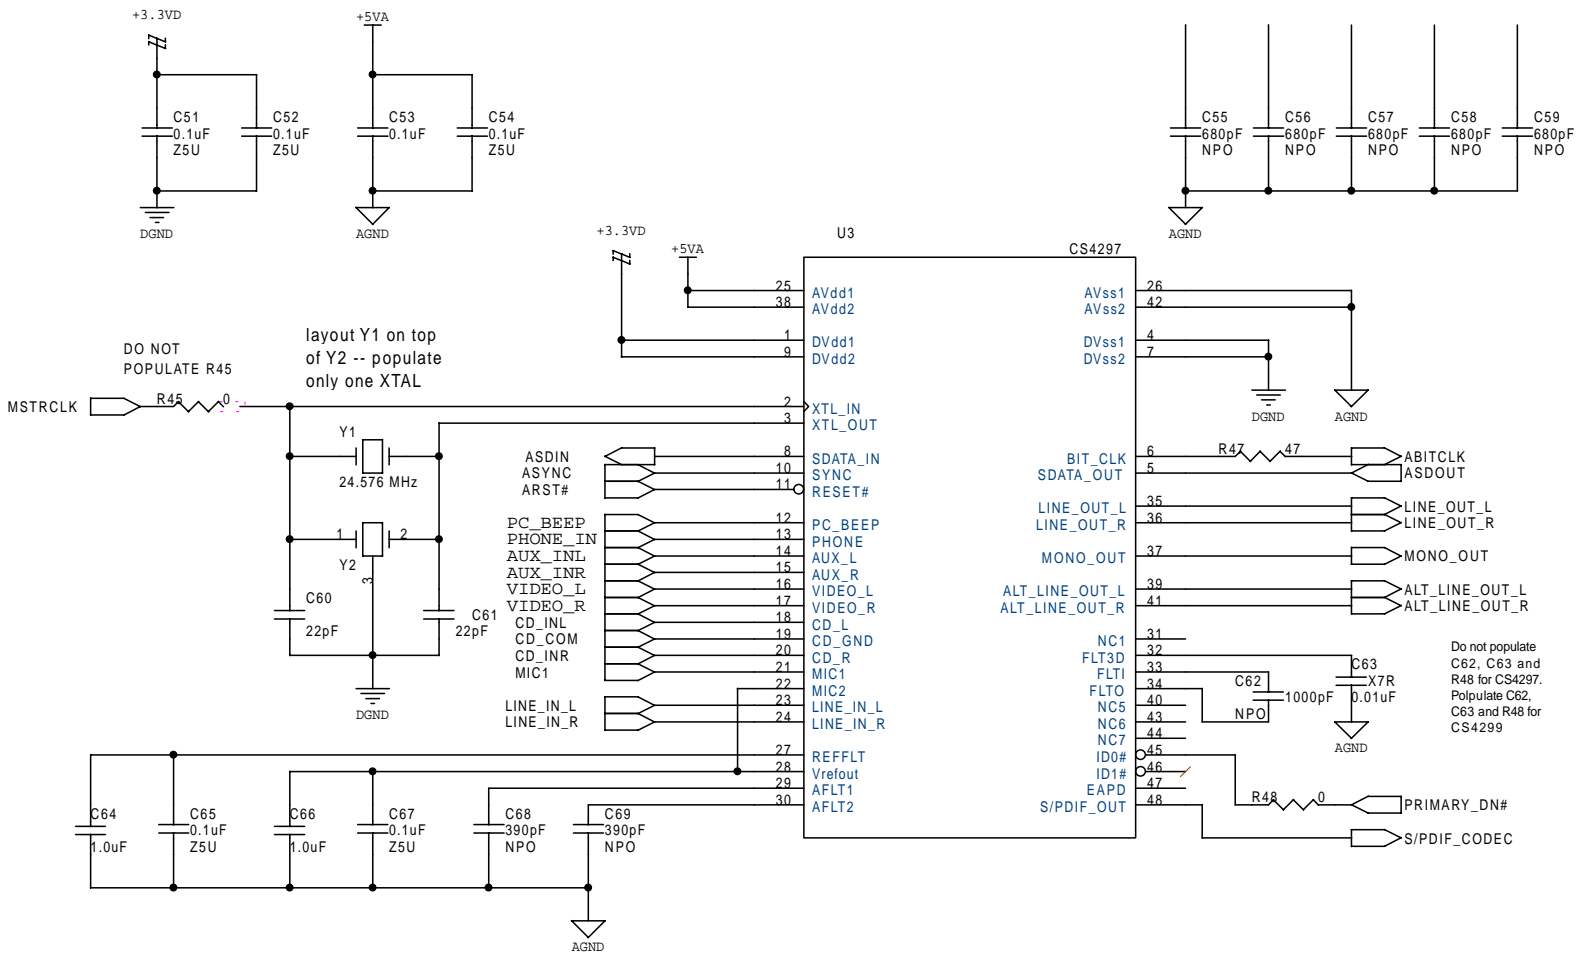 +3.3VD
+5VA
C51
0.1uF
Z5U
C52
0.1uF
Z5U
C53
0.1uF
C54
0.1uF
Z5U
C55
680pF
NPO
C56
680pF
NPO
C57
680pF
NPO
C58
680pF
NPO
C59
680pF
NPO
DGND
AGND
AGND
+3.3VD
+5VA
U3
CS4297
25 AVdd1
38 AVdd2
1 DVdd1
9 DVdd2
2 XTL_IN
3 XTL_OUT
8 SDATA_IN
10 SYNC
11 RESET#
12 PC_BEEP
13 PHONE
14 AUX_L
15 AUX_R
16 VIDEO_L
17 VIDEO_R
18 CD_L
19 CD_GND
20 CD_R
21 MIC1
22 MIC2
23 LINE_IN_L
24 LINE_IN_R
27 REFFLT
28 Vrefout
29 AFLT1
30 AFLT2
AVss1 26
AVss2 42
DVss1 4
DVss2 7
BIT_CLK 6
SDATA_OUT 5
LINE_OUT_L 35
LINE_OUT_R 36
MONO_OUT 37
ALT_LINE_OUT_L 39
ALT_LINE_OUT_R 41
NC1 31
FLT3D 32
FLTI 33
FLTO 34
NC5 40
NC6 43
NC7 44
ID0# 45
ID1# 46
EAPD 47
S/PDIF_OUT 48
DGND
AGND
layout Y1 on top
of Y2 -- populate
only one XTAL
DO NOT
POPULATE R45
MSTRCLK
R45 0
Y1
24.576 MHz
1 2
Y2
3
C60
22pF
C61
22pF
DGND
ASDIN
ASYNC
ARST#
PC_BEEP
PHONE_IN
AUX_INL
AUX_INR
VIDEO_L
VIDEO_R
CD_INL
CD_COM
CD_INR
MIC1
LINE_IN_L
LINE_IN_R
R47 47
ABITCLK
ASDOUT
LINE_OUT_L
LINE_OUT_R
MONO_OUT
ALT_LINE_OUT_L
ALT_LINE_OUT_R
C62
1000pF
NPO
C63
X7R
0.01uF
AGND
Do not populate
C62, C63 and
R48 for CS4297.
Polpulate C62,
C63 and R48 for
CS4299
R48 0
PRIMARY_DN#
S/PDIF_CODEC
C64
1.0uF
C65
0.1uF
Z5U
C66
1.0uF
C67
0.1uF
Z5U
C68
390pF
NPO
C69
390pF
NPO
AGND